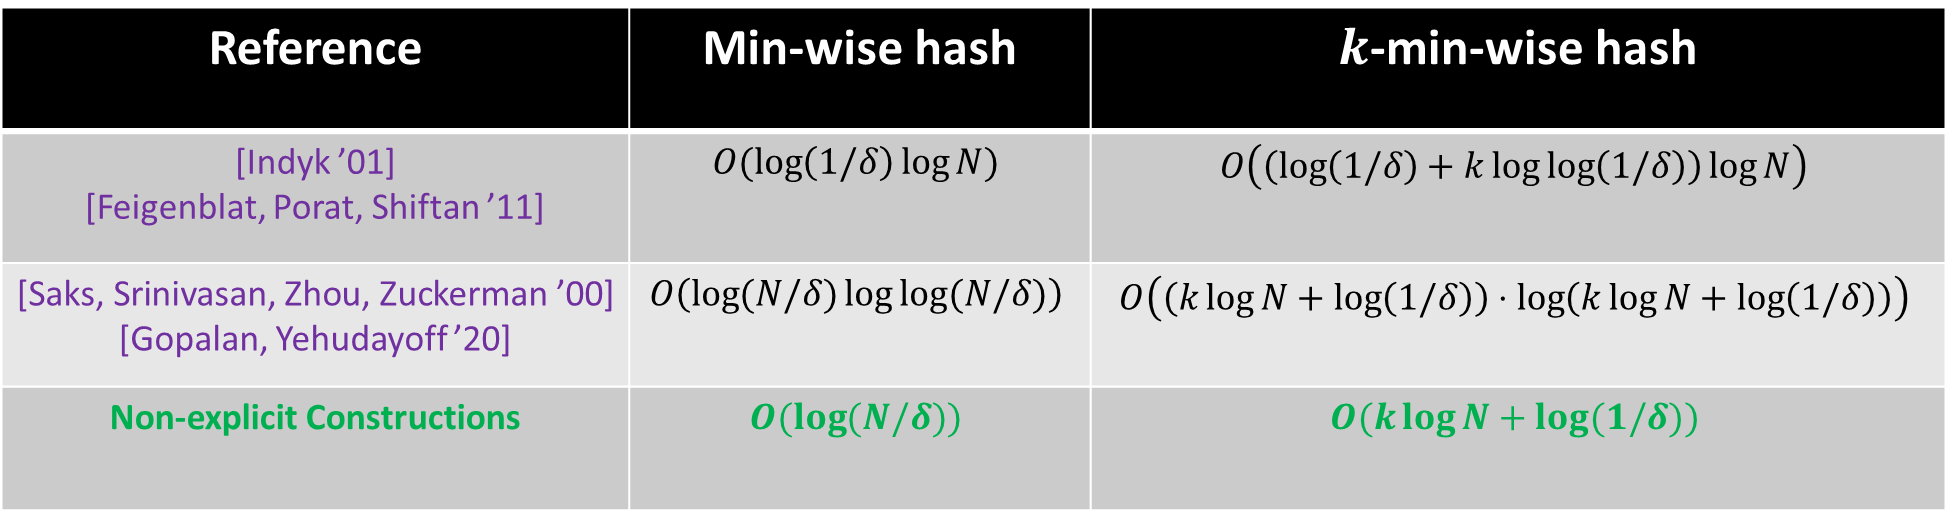 Reference
Min-wise hash
k-min-wise hash
[Indyk ’01]
[Feigenblat, Porat, Shiftan ’11]
O(log(1/δ) log N)
O((log(1/δ) + k log log(1/δ)) log N)
[Saks, Srinivasan, Zhou, Zuckerman ’00]
[Gopalan, Yehudayoff ’20]
O(log(N/δ) log log(N/δ))
O((k log N + log(1/δ)) · log(k log N + log(1/δ)))
Non-explicit Constructions
O(log(N/δ))
O(k log N + log(1/δ))